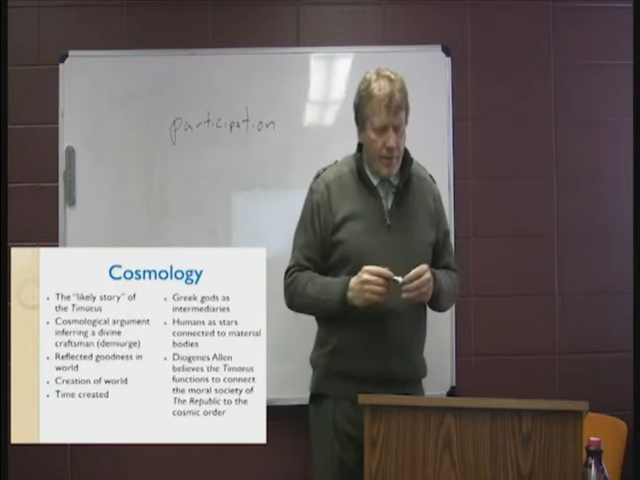 participation
Cosmology
• The "likely story" of
the Timaeus
• Cosmological argument
inferring a divine
craftsman (demiurge)
• Reflected goodness in
world
• Creation of world
• Time created
• Greek gods as
intermediaries
• Humans as stars
connected to material
bodies
• Diogenes Allen
believes the Timaeus
functions to connect
the moral society of
The Republic to the
cosmic order